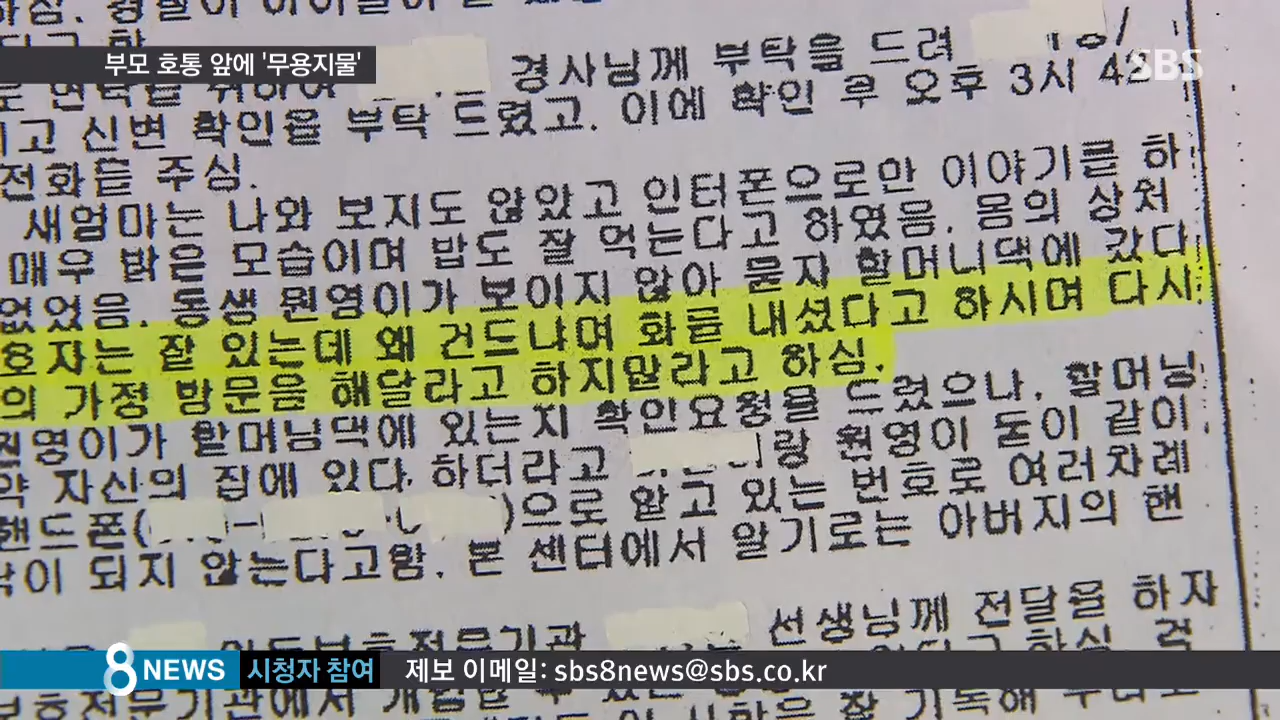 부모 호통 앞에 '무용지물'
SBS
경사님께 부탁을 드려
고 신변 확인을 부탁 드렸고. 이에 확인 후 오후 3시 42
전화를 주심.
새엄마는 나와 보지도 않았고 인터폰으로만 이야기를 하
매우 밝은 모습이며 밥도 잘 먹는다고 하였음. 몸의 상처
없었음. 동생 원영이가 보이지 않아 묻자 할머니댁에 갔다
호자는 잘 있는데 왜 건드냐며 화를 내셨다고 하시며 다시
의 가정 방문을 해달라고 하지말라고 하심.
원영이가 할머님댁에 있는지 확인요청을 드렸으나, 할머님
약 자신의 집에 있다 하더라고 랑 원영이 둘이 같이
핸드폰( )으로 알고 있는 번호로 여러차례
락이 되지 않는다고함. 본 센터에서 알기로는 아버지의 핸
선생님께 전달을 하자
8 NEWS 시청자 참여 제보 이메일: sbs8news@sbs.co.kr